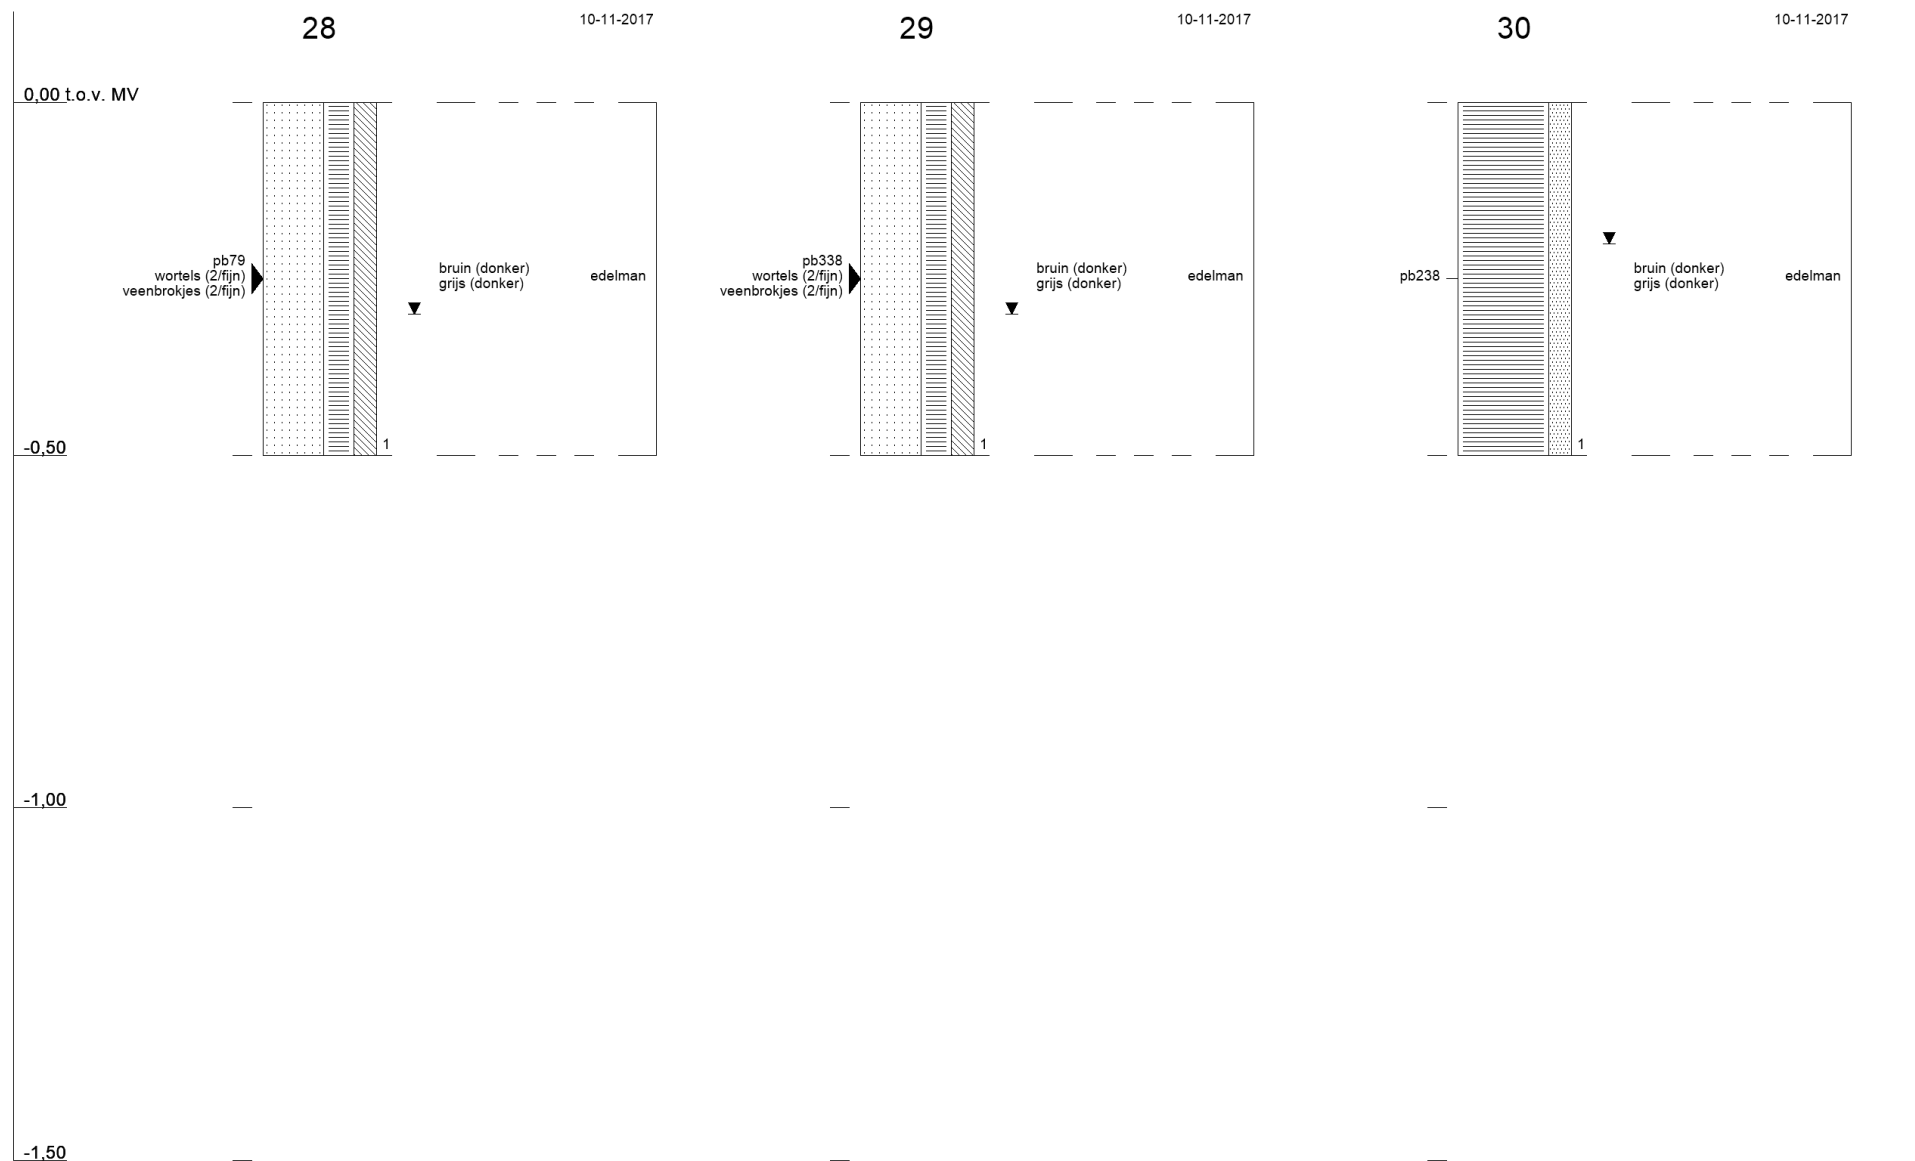 28
10-11-2017
29
10-11-2017
30
10-11-2017
0,00 t.o.v. MV
pb79
wortels (2/fijn)
veenbrokjes (2/fijn)
bruin (donker)
grijs (donker)
edelman
1
pb338
wortels (2/fijn)
veenbrokjes (2/fijn)
bruin (donker)
grijs (donker)
edelman
1
pb238
bruin (donker)
grijs (donker)
edelman
1
-0,50
-1,00
-1,50